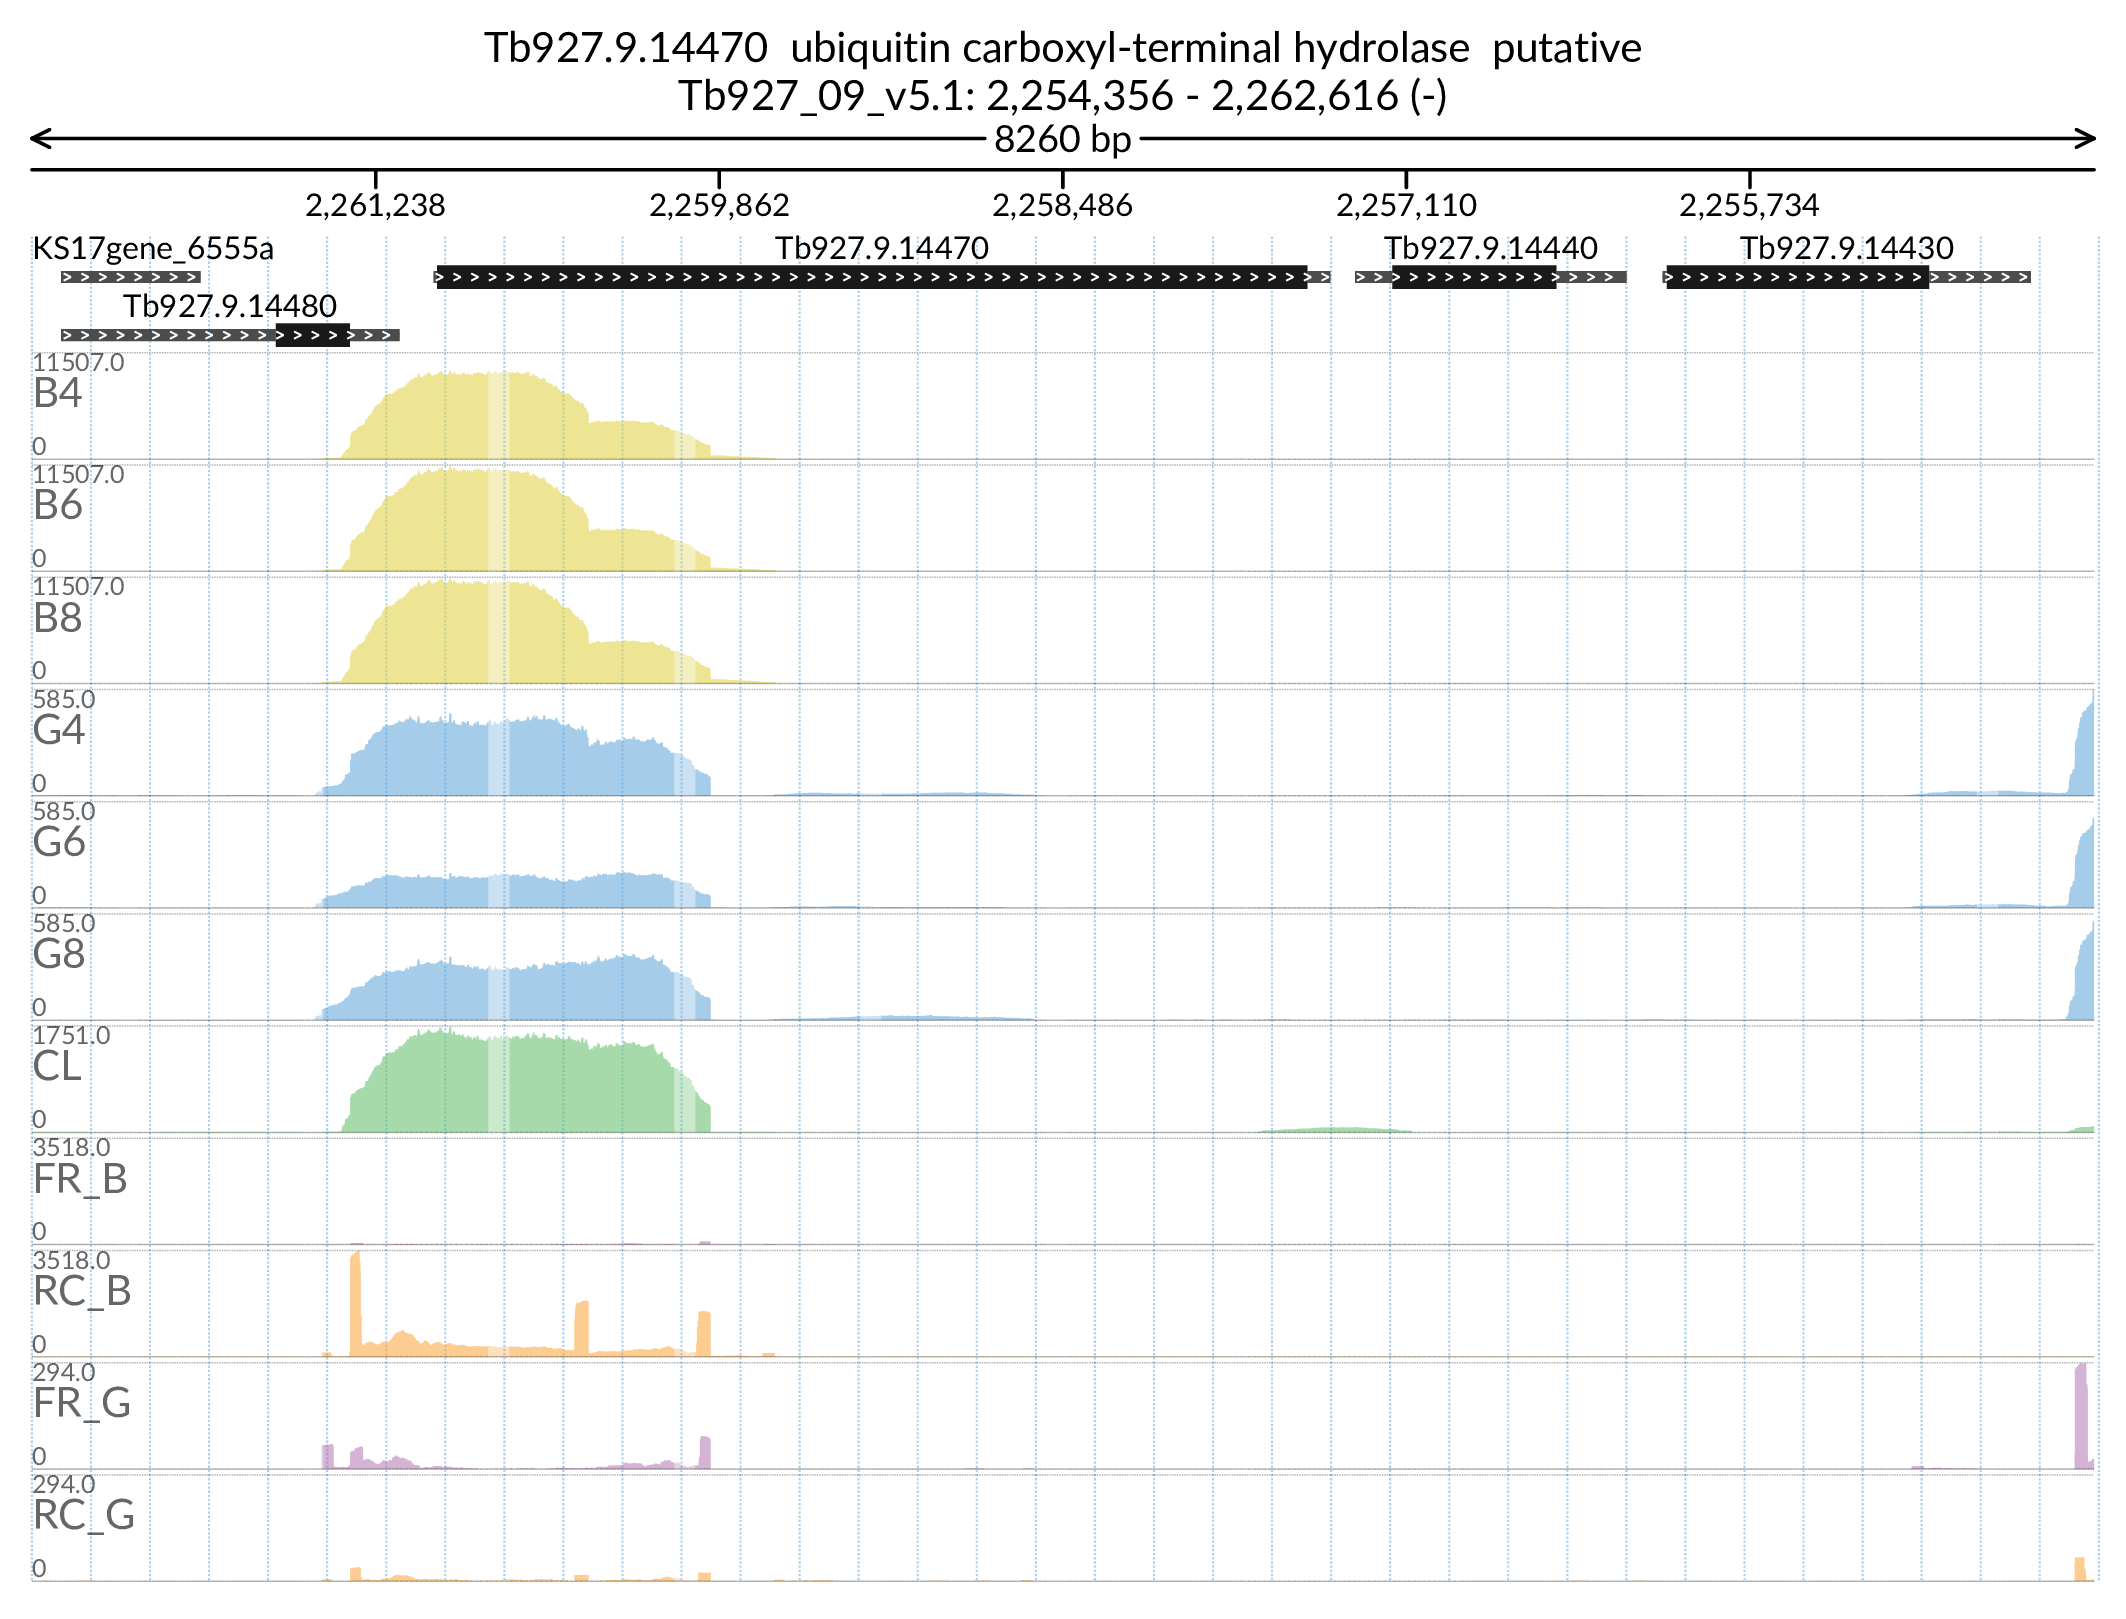 Tb927.9.14470  ubiquitin carboxyl-terminal hydrolase  putative
Tb927_09_v5.1: 2,254,356 - 2,262,616 (-)
8260 bp
2,261,238 2,259,862 2,258,486 2,257,110 2,255,734
KS17gene_6555a Tb927.9.14470 Tb927.9.14440 Tb927.9.14430
Tb927.9.14480
11507.0
B4
0
11507.0
B6
0
11507.0
B8
0
585.0
G4
0
585.0
G6
0
585.0
G8
0
1751.0
CL
0
3518.0
FR_B
0
3518.0
RC_B
0
294.0
FR_G
0
294.0
RC_G
0